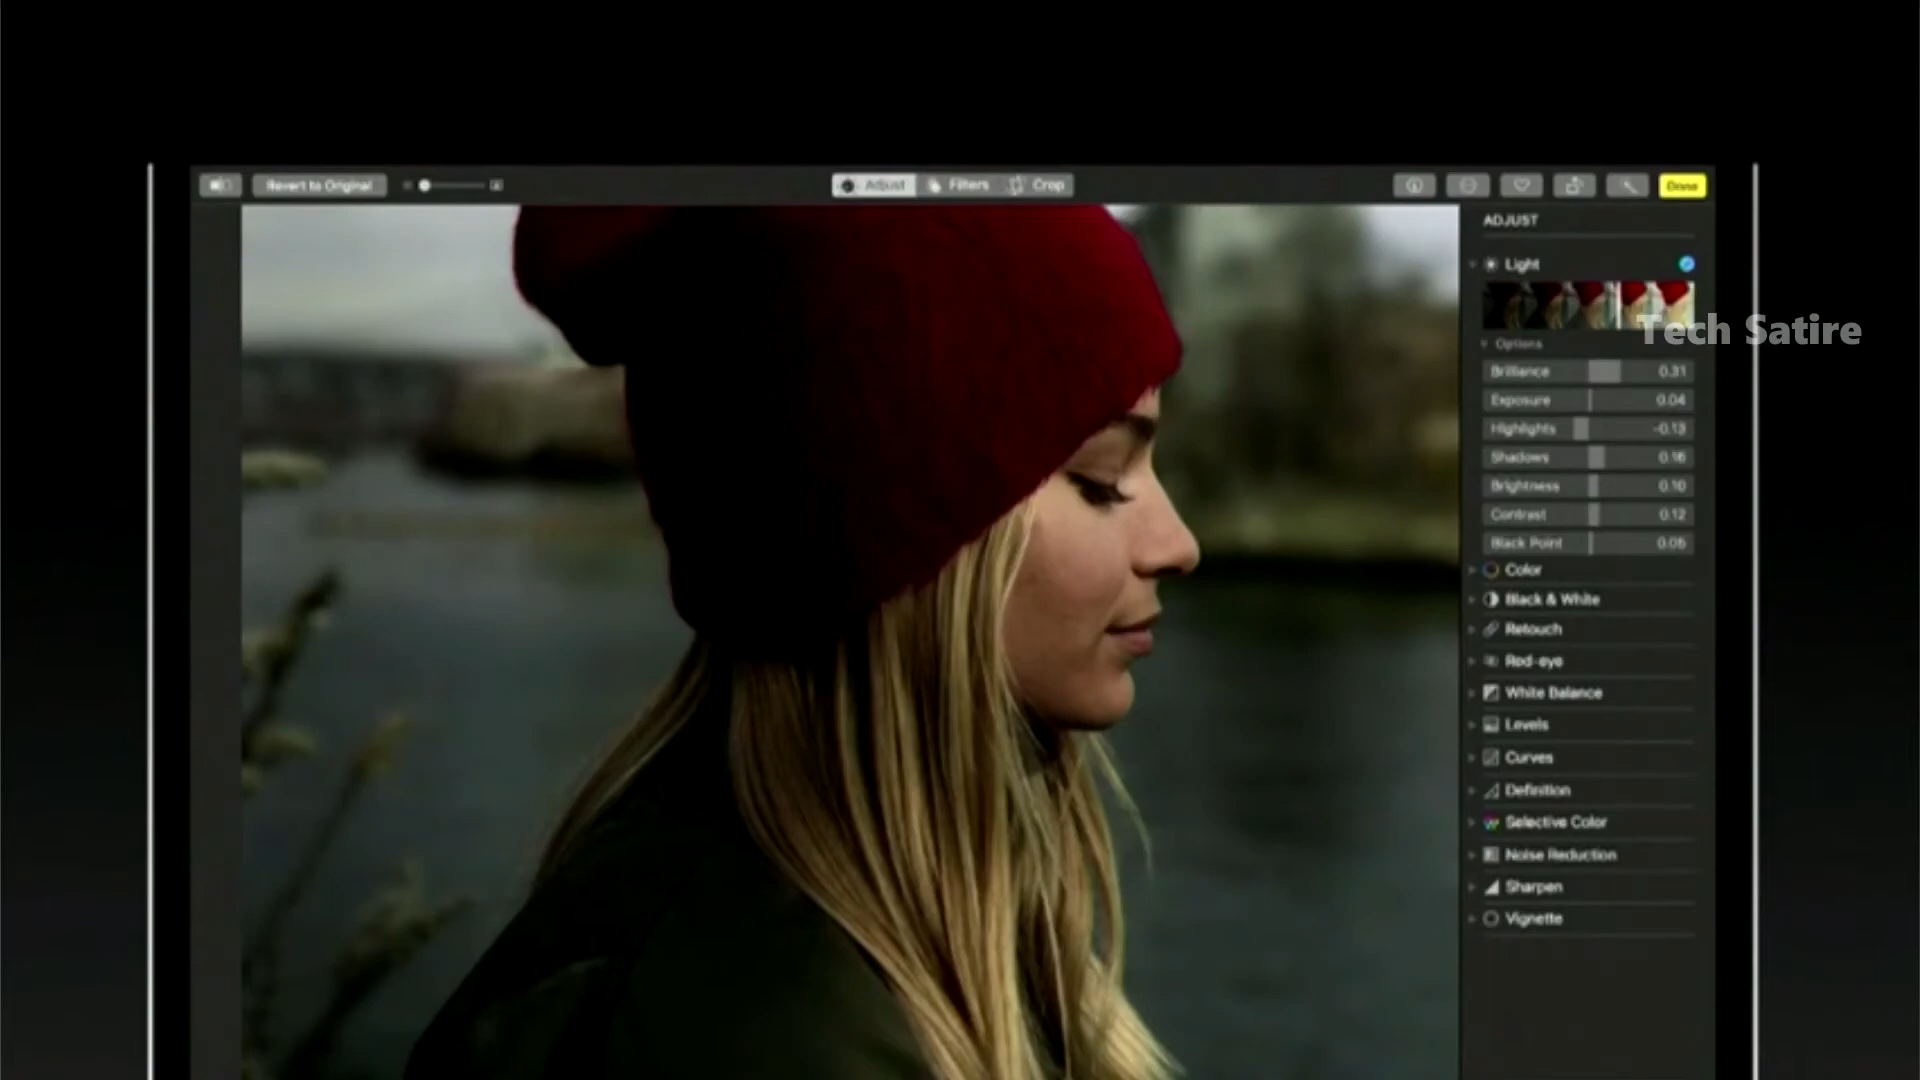 Revert to Original
Adjust
Filters
Crop
Done
ADJUST
Light
Tech Satire
Options
Brilliance 0.31
Exposure 0.04
Highlights -0.13
Shadows 0.16
Brightness 0.10
Contrast 0.12
Black Point 0.05
Color
Black & White
Retouch
Red-eye
White Balance
Levels
Curves
Definition
Selective Color
Noise Reduction
Sharpen
Vignette